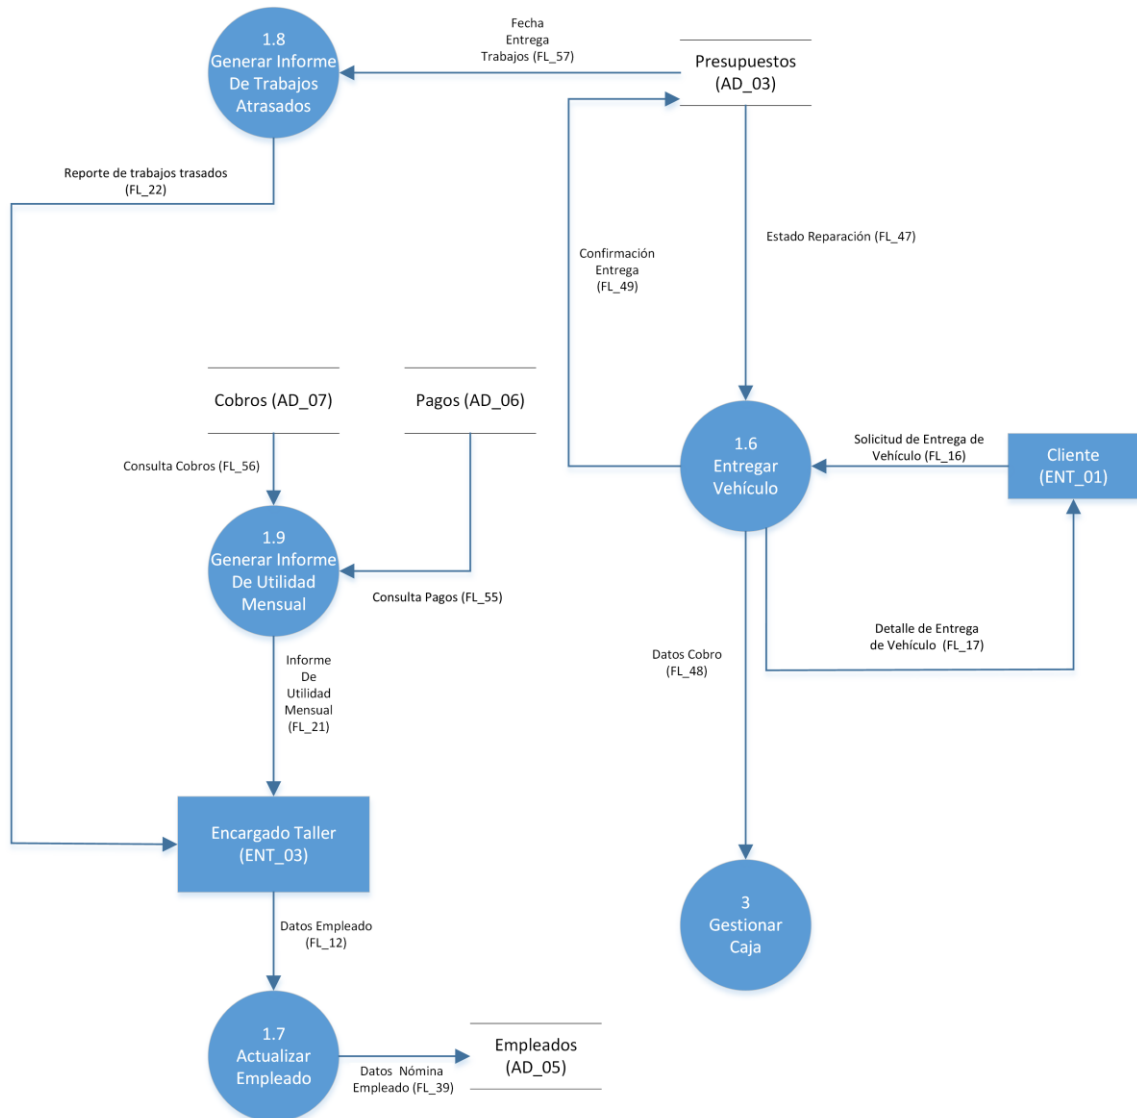 1.8
Generar Informe
De Trabajos
Atrasados
Fecha
Entrega
Trabajos (FL_57)
Presupuestos
(AD_03)
Reporte de trabajos trasados
(FL_22)
Confirmación
Entrega
(FL_49)
Estado Reparación (FL_47)
Cobros (AD_07)
Pagos (AD_06)
Consulta Cobros (FL_56)
1.6
Entregar
Vehículo
Solicitud de Entrega de
Vehículo (FL_16)
Cliente
(ENT_01)
1.9
Generar Informe
De Utilidad
Mensual
Consulta Pagos (FL_55)
Informe
De
Utilidad
Mensual
(FL_21)
Datos Cobro
(FL_48)
Detalle de Entrega
de Vehículo (FL_17)
Encargado Taller
(ENT_03)
Datos Empleado
(FL_12)
3
Gestionar
Caja
1.7
Actualizar
Empleado
Datos Nómina
Empleado (FL_39)
Empleados
(AD_05)